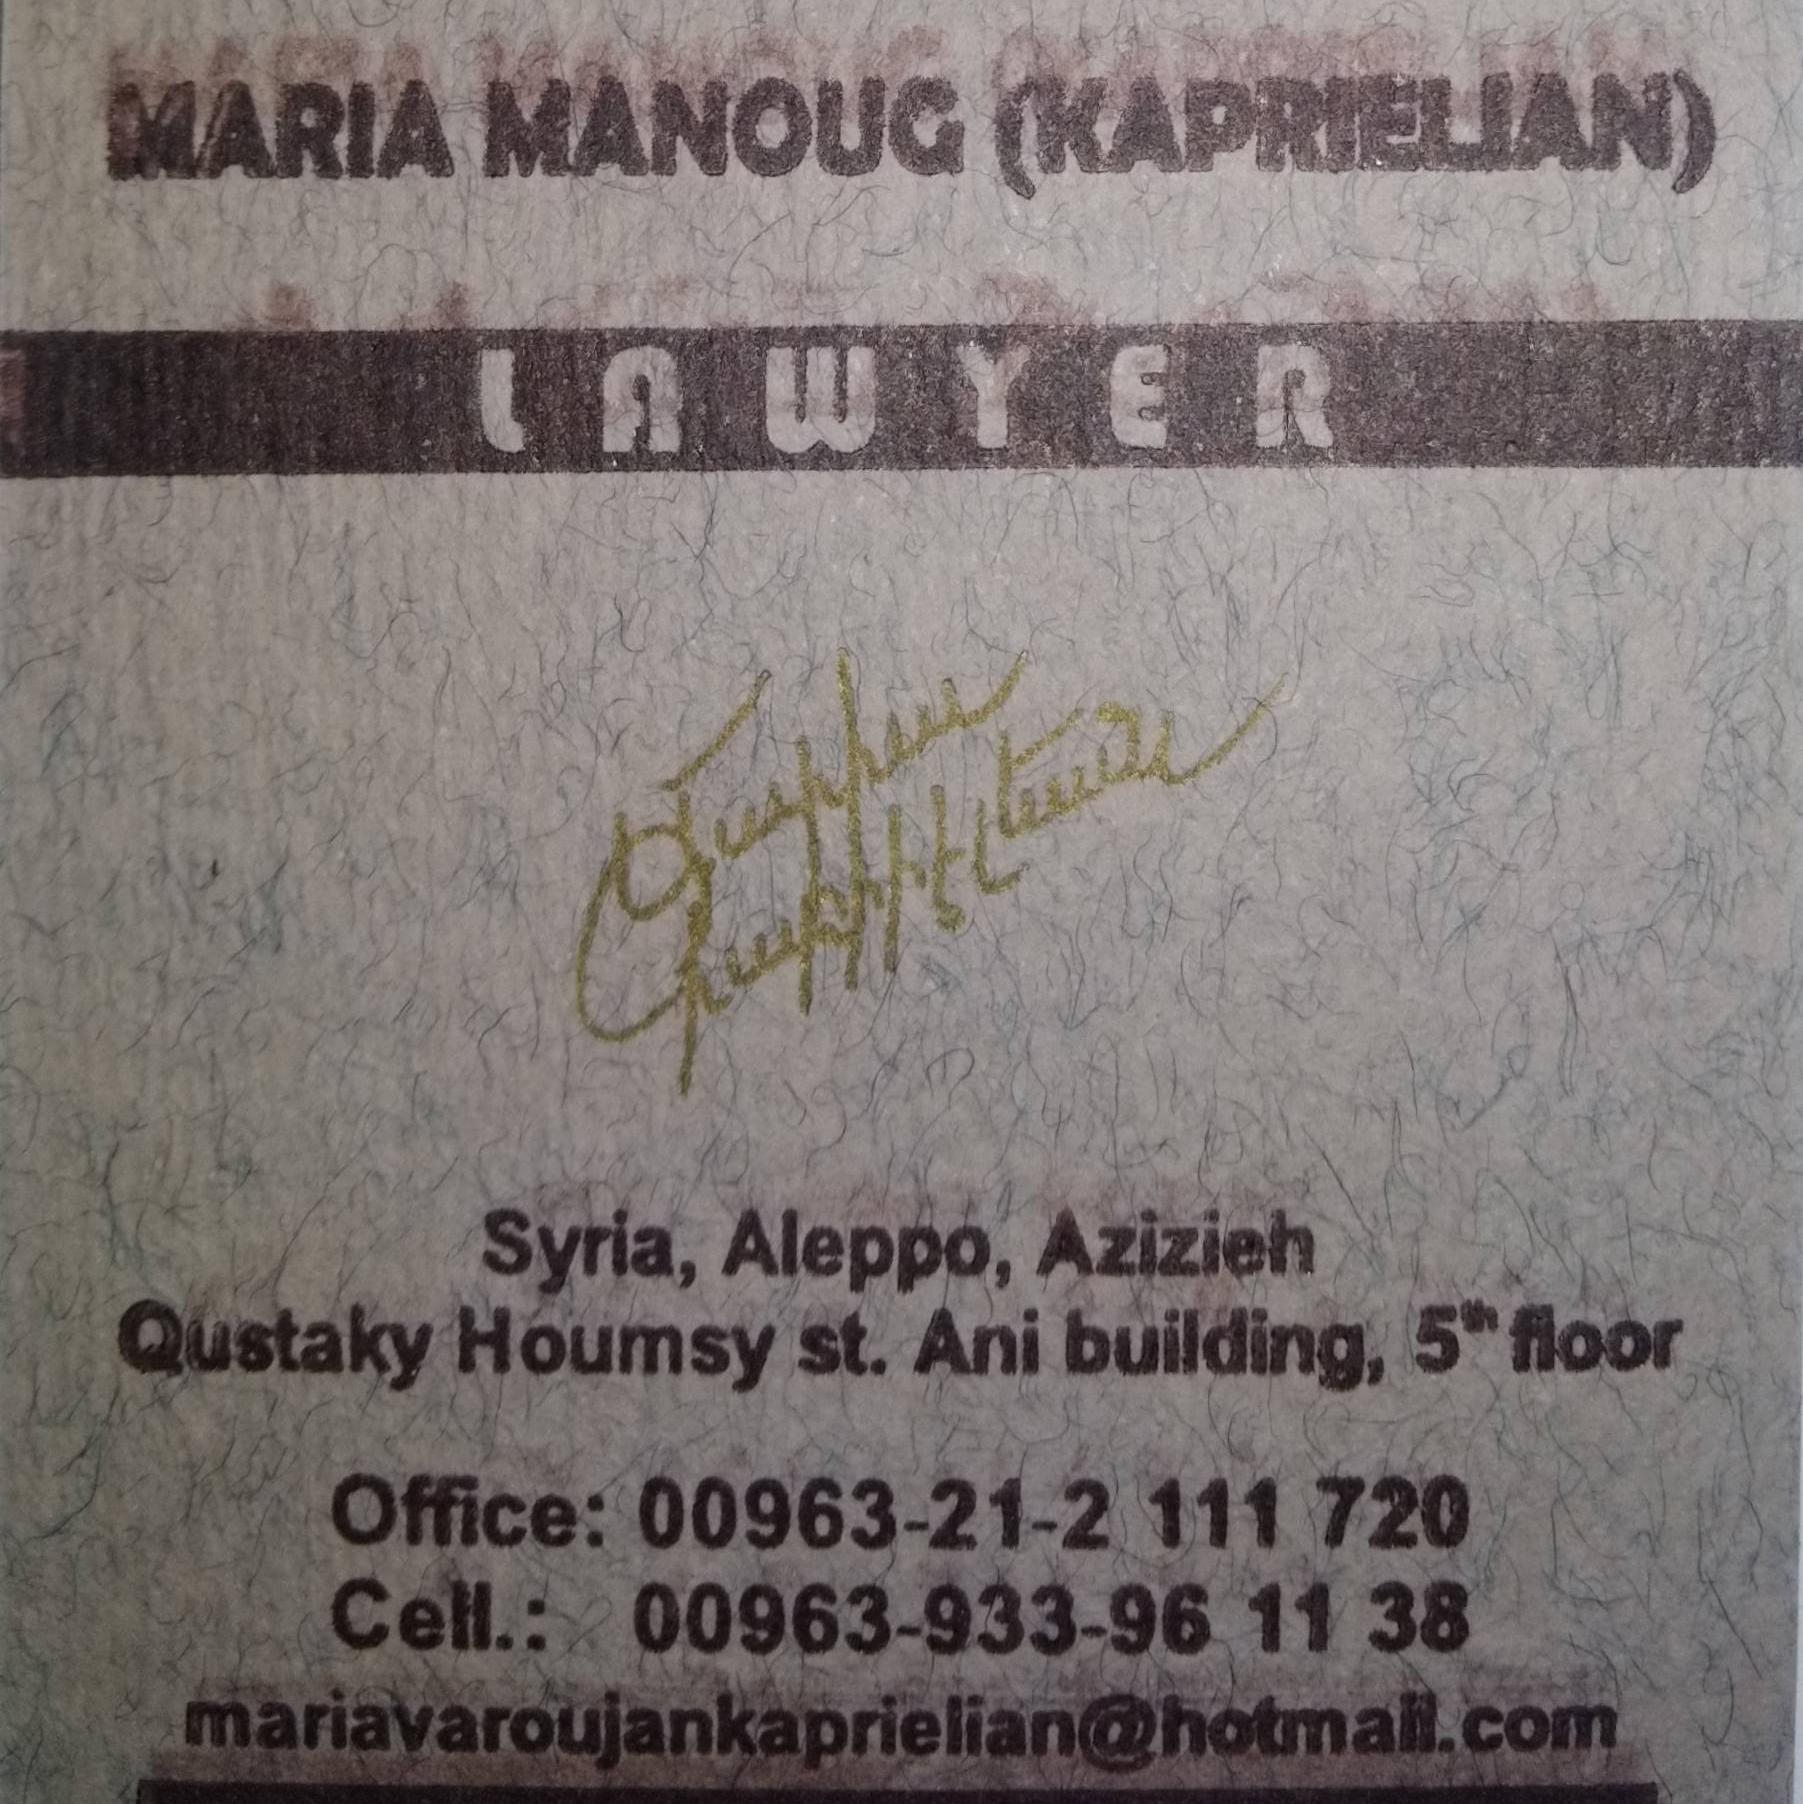 MARIA MANOUG (KAPRIELIAN)
LAWYER
Syria, Aleppo, Azizieh
Qustaky Houmsy st. Ani building, 5th floor
Office: 00963-21-2 111 720
Cell.: 00963-933-96 11 38
mariavaroujankaprielian@hotmail.com